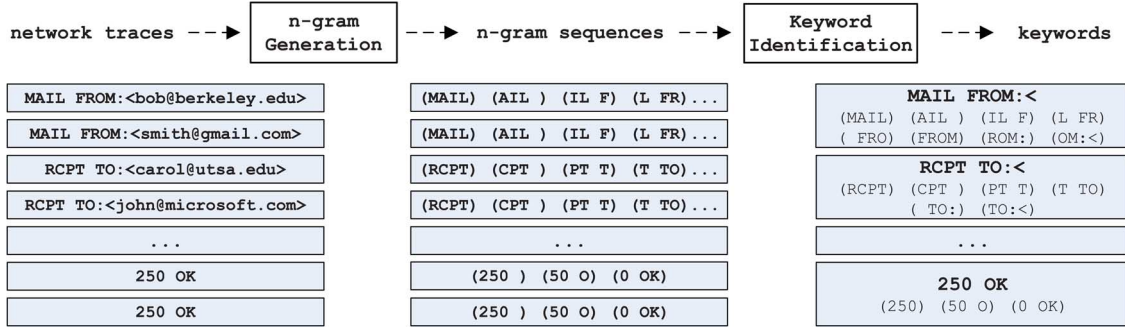 network traces
n-gram
Generation
n-gram sequences
Keyword
Identification
keywords
MAIL FROM:<bob@berkeley.edu>
MAIL FROM:<smith@gmail.com>
RCPT TO:<carol@utsa.edu>
RCPT TO:<john@microsoft.com>
...
250 OK
250 OK
(MAIL) (AIL ) (IL F) (L FR)...
(MAIL) (AIL ) (IL F) (L FR)...
(RCPT) (CPT ) (PT T) (T TO)...
(RCPT) (CPT ) (PT T) (T TO)...
...
(250 ) (50 O) (0 OK)
(250 ) (50 O) (0 OK)
MAIL FROM:<
(MAIL) (AIL ) (IL F) (L FR)
( FRO) (FROM) (ROM:) (OM:<)
RCPT TO:<
(RCPT) (CPT ) (PT T) (T TO)
( TO:) (TO:<)
...
250 OK
(250) (50 O) (0 OK)